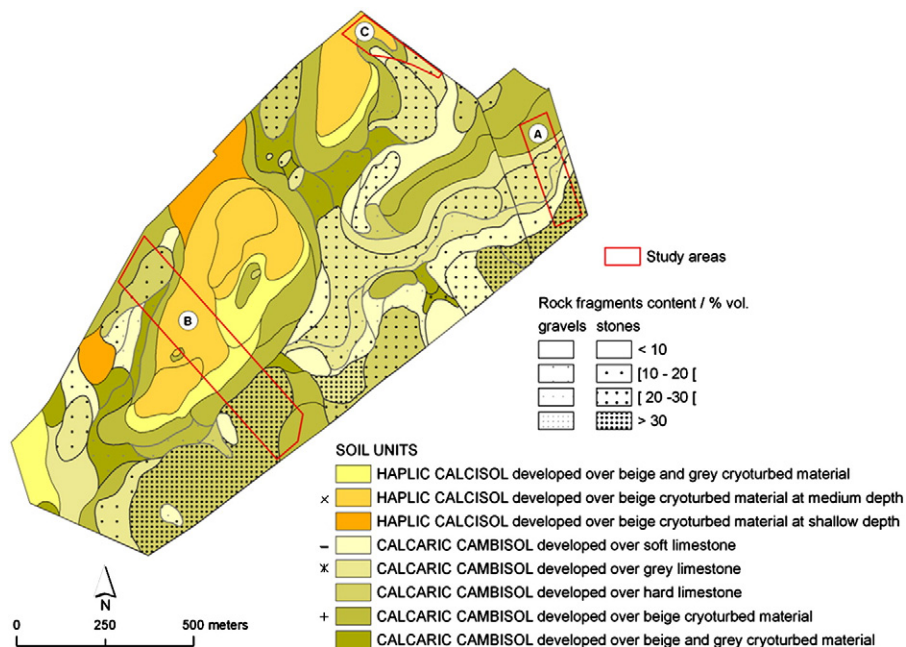 C
A
B
Study areas
Rock fragments content / % vol.
gravels stones
< 10
[10 - 20 [
[ 20 -30 [
> 30
SOIL UNITS
HAPLIC CALCISOL developed over beige and grey cryoturbed material
× HAPLIC CALCISOL developed over beige cryoturbed material at medium depth
HAPLIC CALCISOL developed over beige cryoturbed material at shallow depth
– CALCARIC CAMBISOL developed over soft limestone
ж CALCARIC CAMBISOL developed over grey limestone
CALCARIC CAMBISOL developed over hard limestone
+ CALCARIC CAMBISOL developed over beige cryoturbed material
CALCARIC CAMBISOL developed over beige and grey cryoturbed material
N
0 250 500 meters